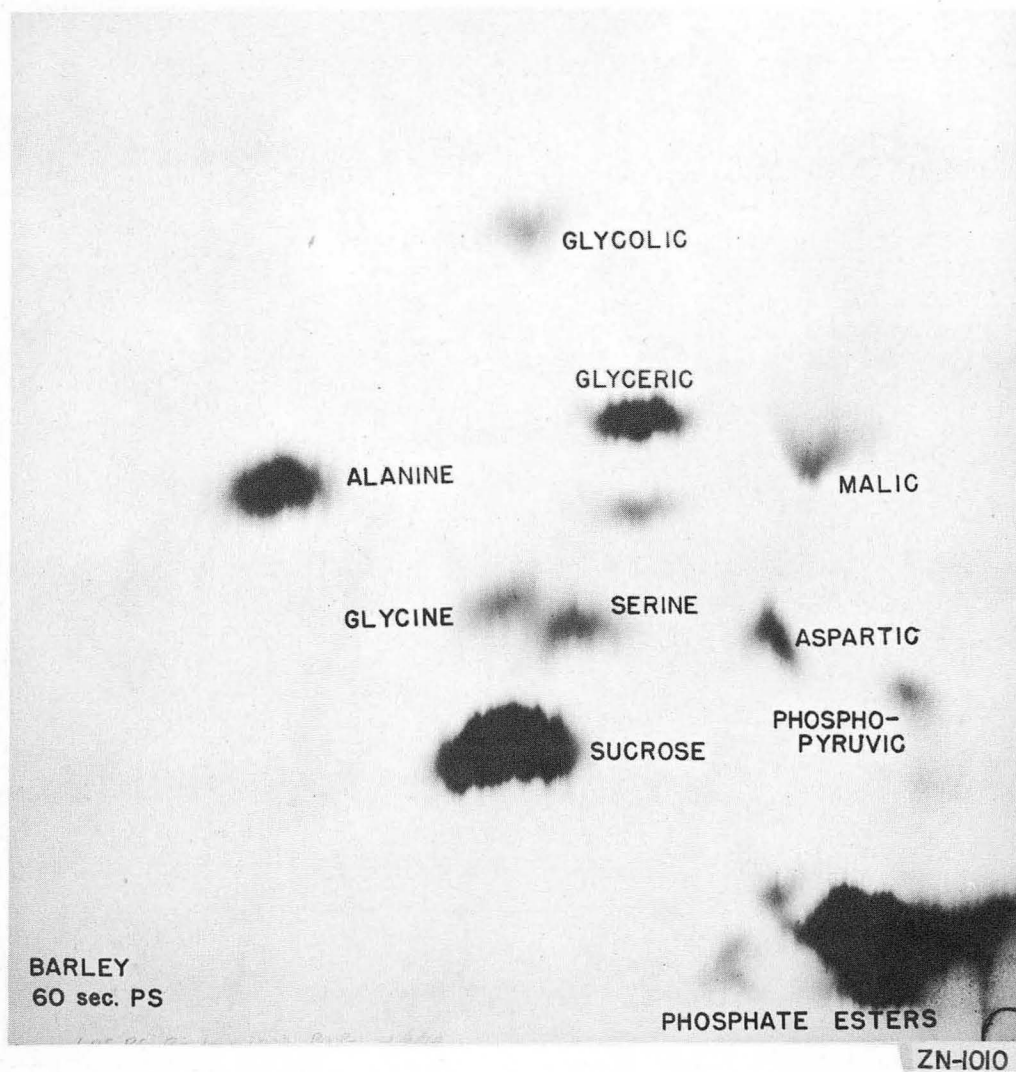 GLYCOLIC
GLYCERIC
ALANINE
MALIC
GLYCINE
SERINE
ASPARTIC
PHOSPHO-
PYRUVIC
SUCROSE
BARLEY
60 sec. PS
PHOSPHATE ESTERS
ZN-1010